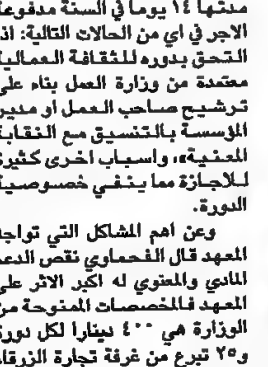 مدتها ١٤ يوما في السنة مدفوعة
الاجر في اي من الحالات التالية: اذا
التحق بدوره للثقافة العمالية
معتمدة من وزارة العمل بناء على
ترشيح صاحب العمل او مدير
المؤسسة بالتنسيق مع النقابة
المعنية»، واسباب اخرى كثيرة
للاجازة مما ينفي خصوصية
الدورة.
وعن اهم المشاكل التي تواجه
المعهد قال الفحماوي نقص الدعم
المادي والمعنوي له اكبر الاثر على
المعهد فالمخصصات الممنوحة من
الوزارة هي ٤٠٠ دينارا لكل دورة
و٢٥ تبرع من غرفة تجارة الزرقاء